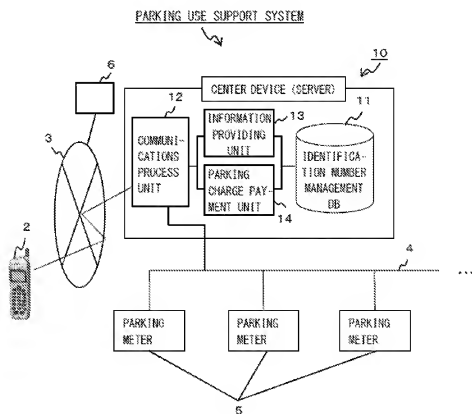 PARKING USE SUPPORT SYSTEM
10
6
CENTER DEVICE (SERVER)
12
INFORMATION
PROVIDING
UNIT
13
11
3
COMMUNI-
CATIONS
PROCESS
UNIT
IDENTIFICA-
TION NUMBER
MANAGEMENT
DB
PARKING
CHARGE PAY-
MENT UNIT
14
2
4
...
PARKING
METER
PARKING
METER
PARKING
METER
5